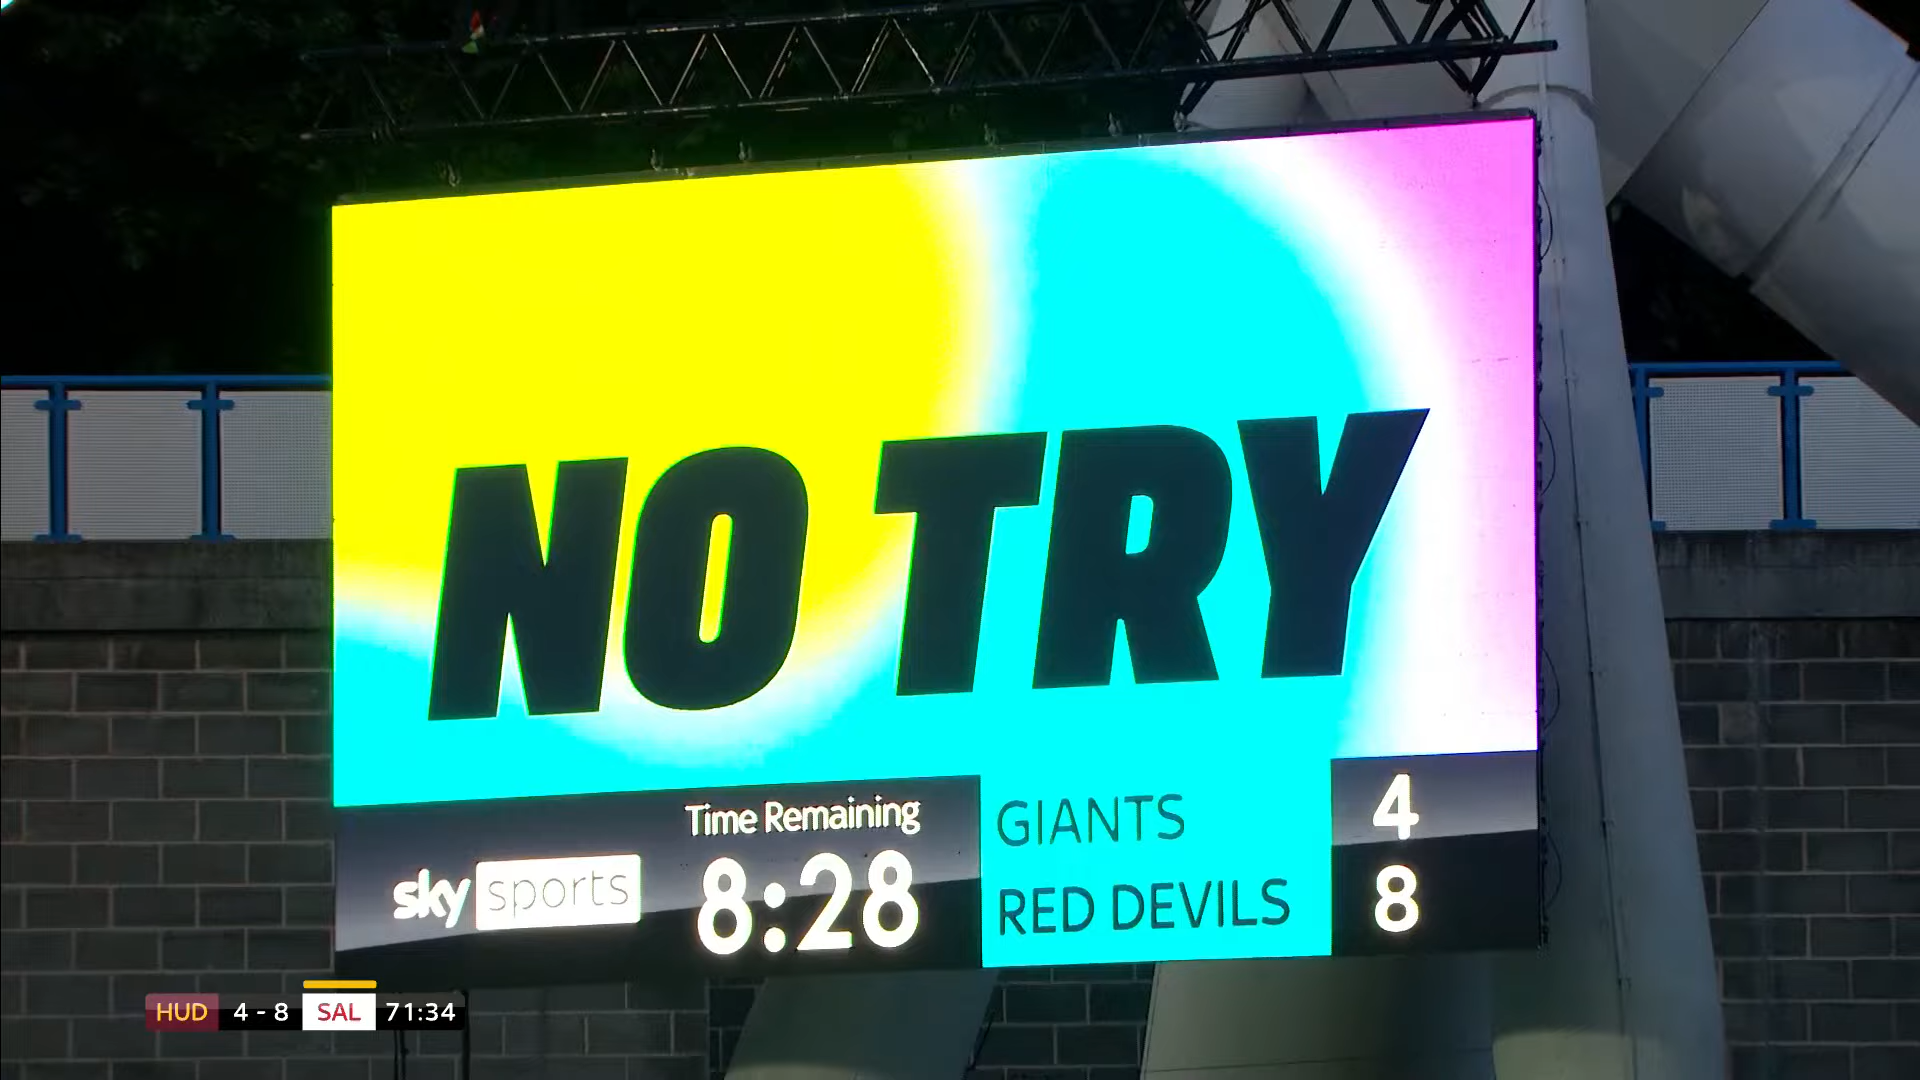 NO TRY
Time Remaining
sky sports
8:28
GIANTS 4
RED DEVILS 8
HUD 4 - 8 SAL 71:34